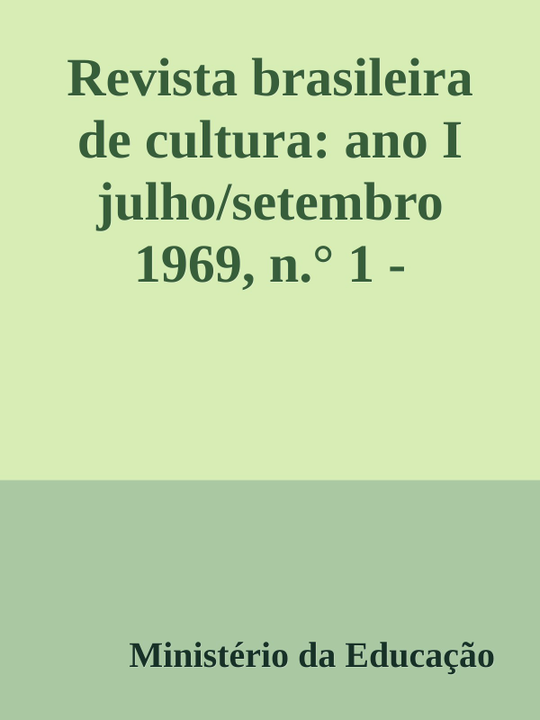 Revista brasileira
de cultura: ano I
julho/setembro
1969, n.° 1 -
Ministério da Educação